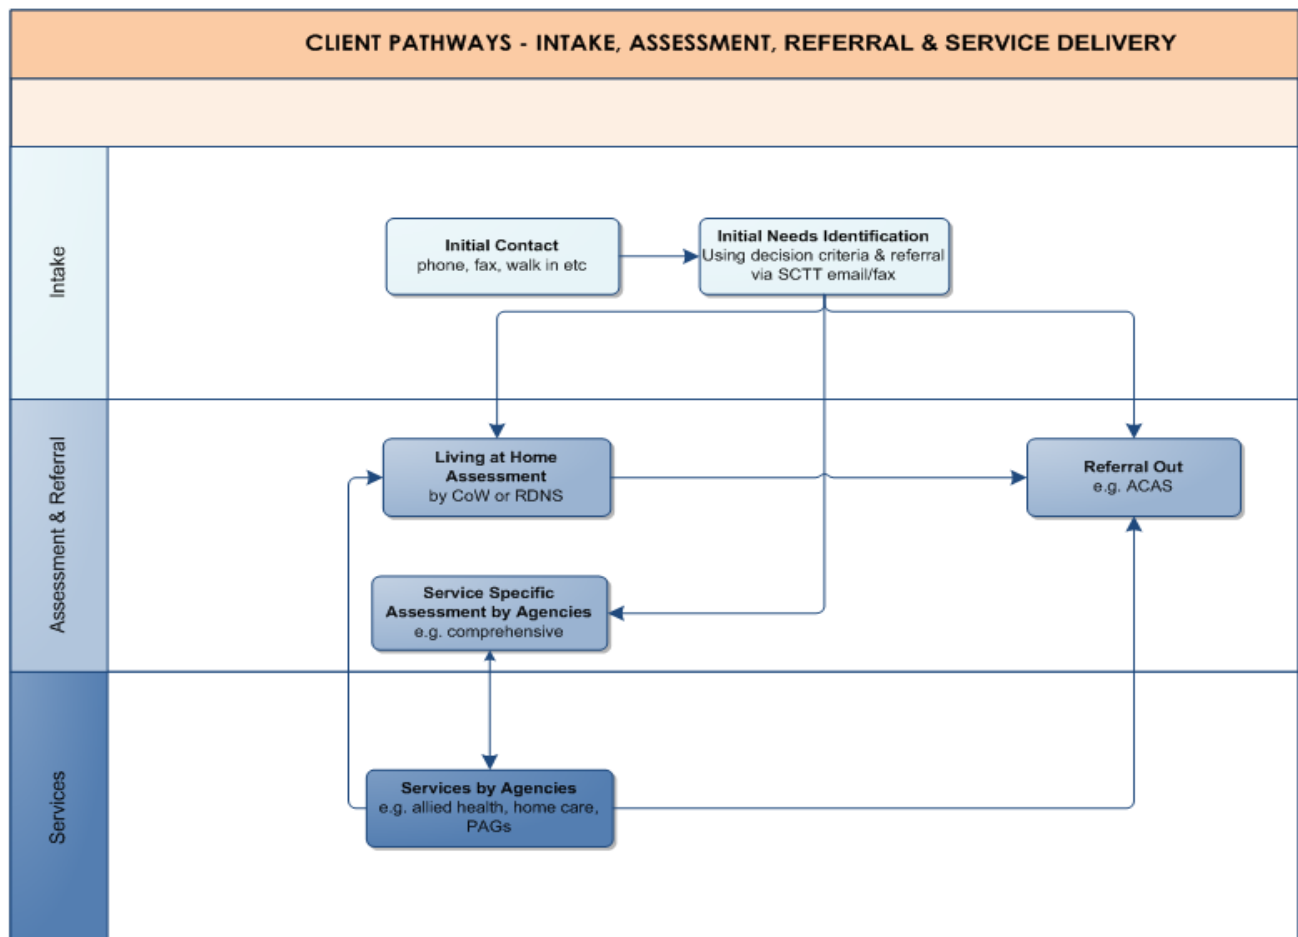 CLIENT PATHWAYS - INTAKE, ASSESSMENT, REFERRAL & SERVICE DELIVERY
Intake
Initial Contact
phone, fax, walk in etc
Initial Needs Identification
Using decision criteria & referral
via SCTT email/fax
Assessment & Referral
Living at Home
Assessment
by CoW or RDNS
Referral Out
e.g. ACAS
Service Specific
Assessment by Agencies
e.g. comprehensive
Services
Services by Agencies
e.g. allied health, home care,
PAGs